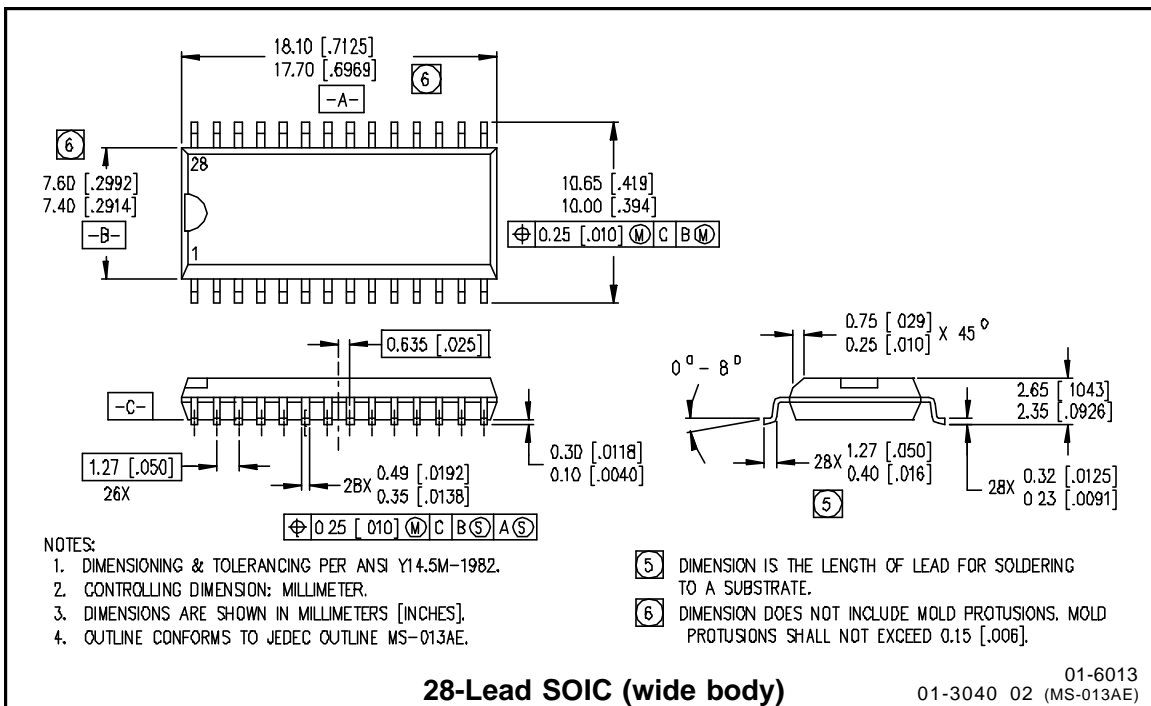 18.10 [.7125]
17.70 [.6969]
6
-A-
6
28
7.60 [.2992]
7.40 [.2914]
-B-
1
10.65 [.419]
10.00 [.394]
⌖ 0.25 [.010] Ⓜ C B Ⓜ
0.635 [.025]
-C-
1.27 [.050]
26X
28X 0.49 [.0192]
0.35 [.0138]
⌖ 0.25 [.010] Ⓜ C B Ⓢ A Ⓢ
0.30 [.0118]
0.10 [.0040]
0.75 [.029]
0.25 [.010] X 45°
0° - 8°
2.65 [.1043]
2.35 [.0926]
28X 1.27 [.050]
0.40 [.016]
5
28X 0.32 [.0125]
0.23 [.0091]
NOTES:
1. DIMENSIONING & TOLERANCING PER ANSI Y14.5M-1982.
2. CONTROLLING DIMENSION: MILLIMETER.
3. DIMENSIONS ARE SHOWN IN MILLIMETERS [INCHES].
4. OUTLINE CONFORMS TO JEDEC OUTLINE MS-013AE.
5 DIMENSION IS THE LENGTH OF LEAD FOR SOLDERING
TO A SUBSTRATE.
6 DIMENSION DOES NOT INCLUDE MOLD PROTUSIONS. MOLD
PROTUSIONS SHALL NOT EXCEED 0.15 [.006].
28-Lead SOIC (wide body)
01-6013
01-3040 02 (MS-013AE)